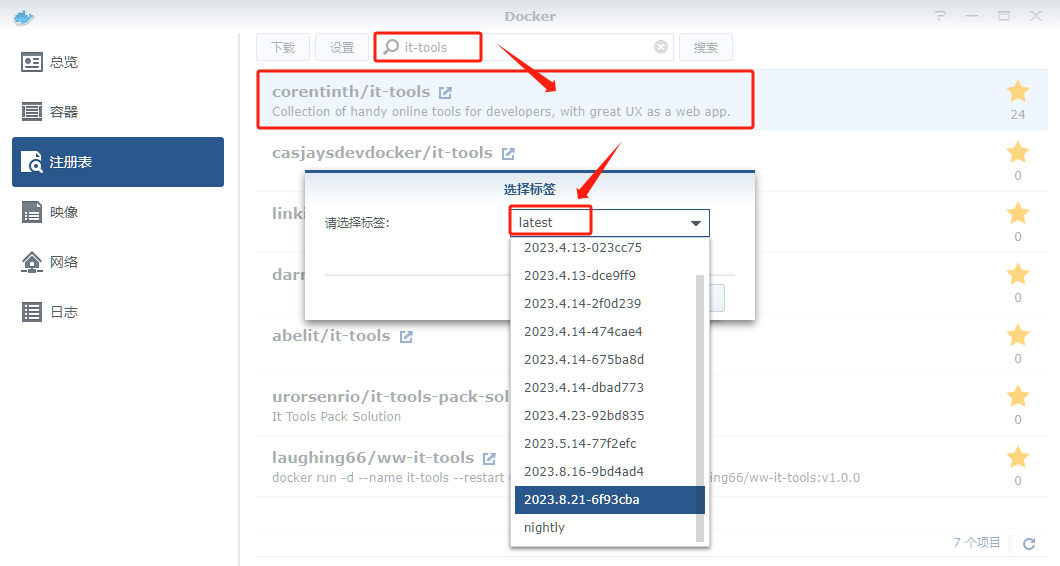 Docker
总览
容器
注册表
映像
网络
日志
下载
设置
it-tools
搜索
corentinth/it-tools
Collection of handy online tools for developers, with great UX as a web app.
24
casjaysdevdocker/it-tools
0
0
0
abelit/it-tools
0
urorsenrio/it-tools-pack-sol
It Tools Pack Solution
0
laughing66/ww-it-tools
docker run -d --name it-tools --restart
ing66/ww-it-tools:v1.0.0
0
7 个项目
选择标签
请选择标签:
latest
2023.4.13-023cc75
2023.4.13-dce9ff9
2023.4.14-2f0d239
2023.4.14-474cae4
2023.4.14-675ba8d
2023.4.14-dbad773
2023.4.23-92bd835
2023.5.14-77f2efc
2023.8.16-9bd4ad4
2023.8.21-6f93cba
nightly